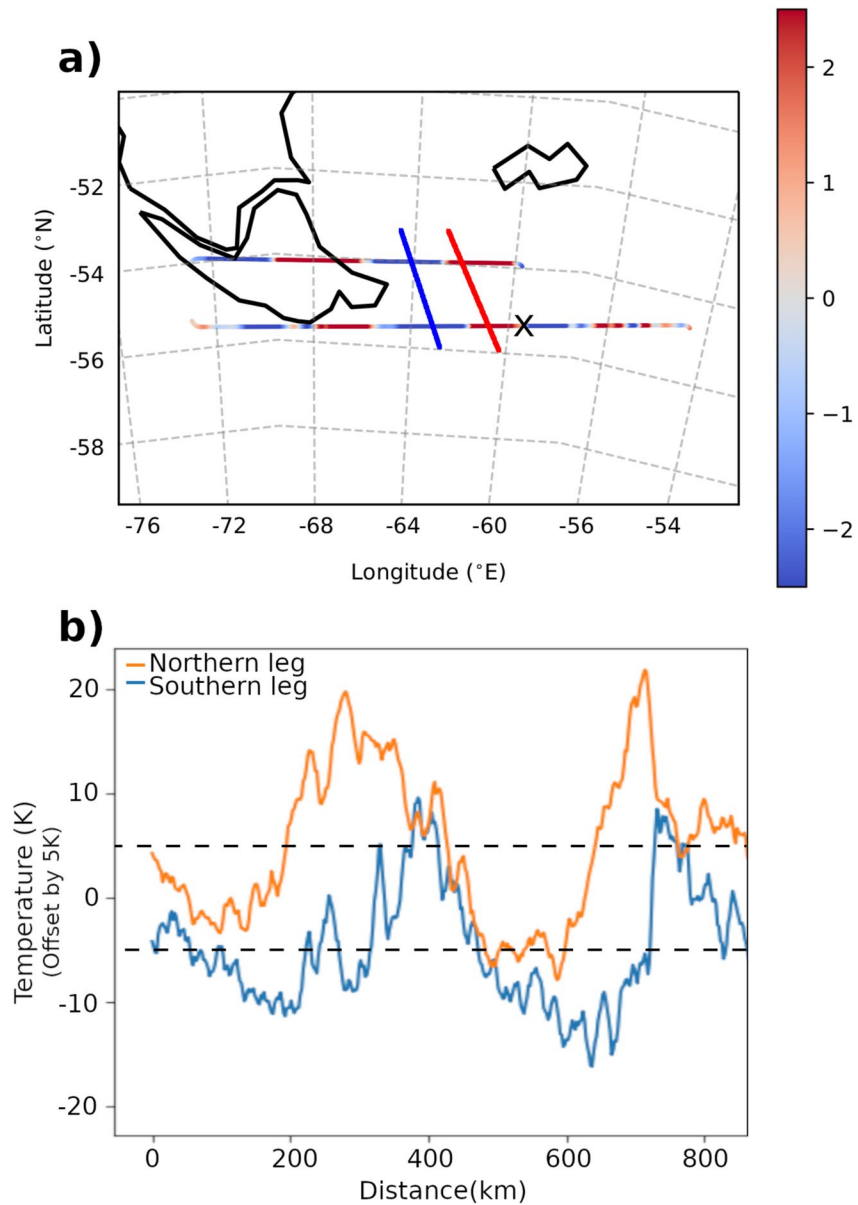 a)
2
1
0
−1
−2
-52
-54
-56
-58
Latitude (°N)
X
-76 -72 -68 -64 -60 -56 -54
Longitude (°E)
b)
Northern leg
Southern leg
20
10
0
-10
-20
Temperature (K)
(Offset by 5K)
0 200 400 600 800
Distance(km)